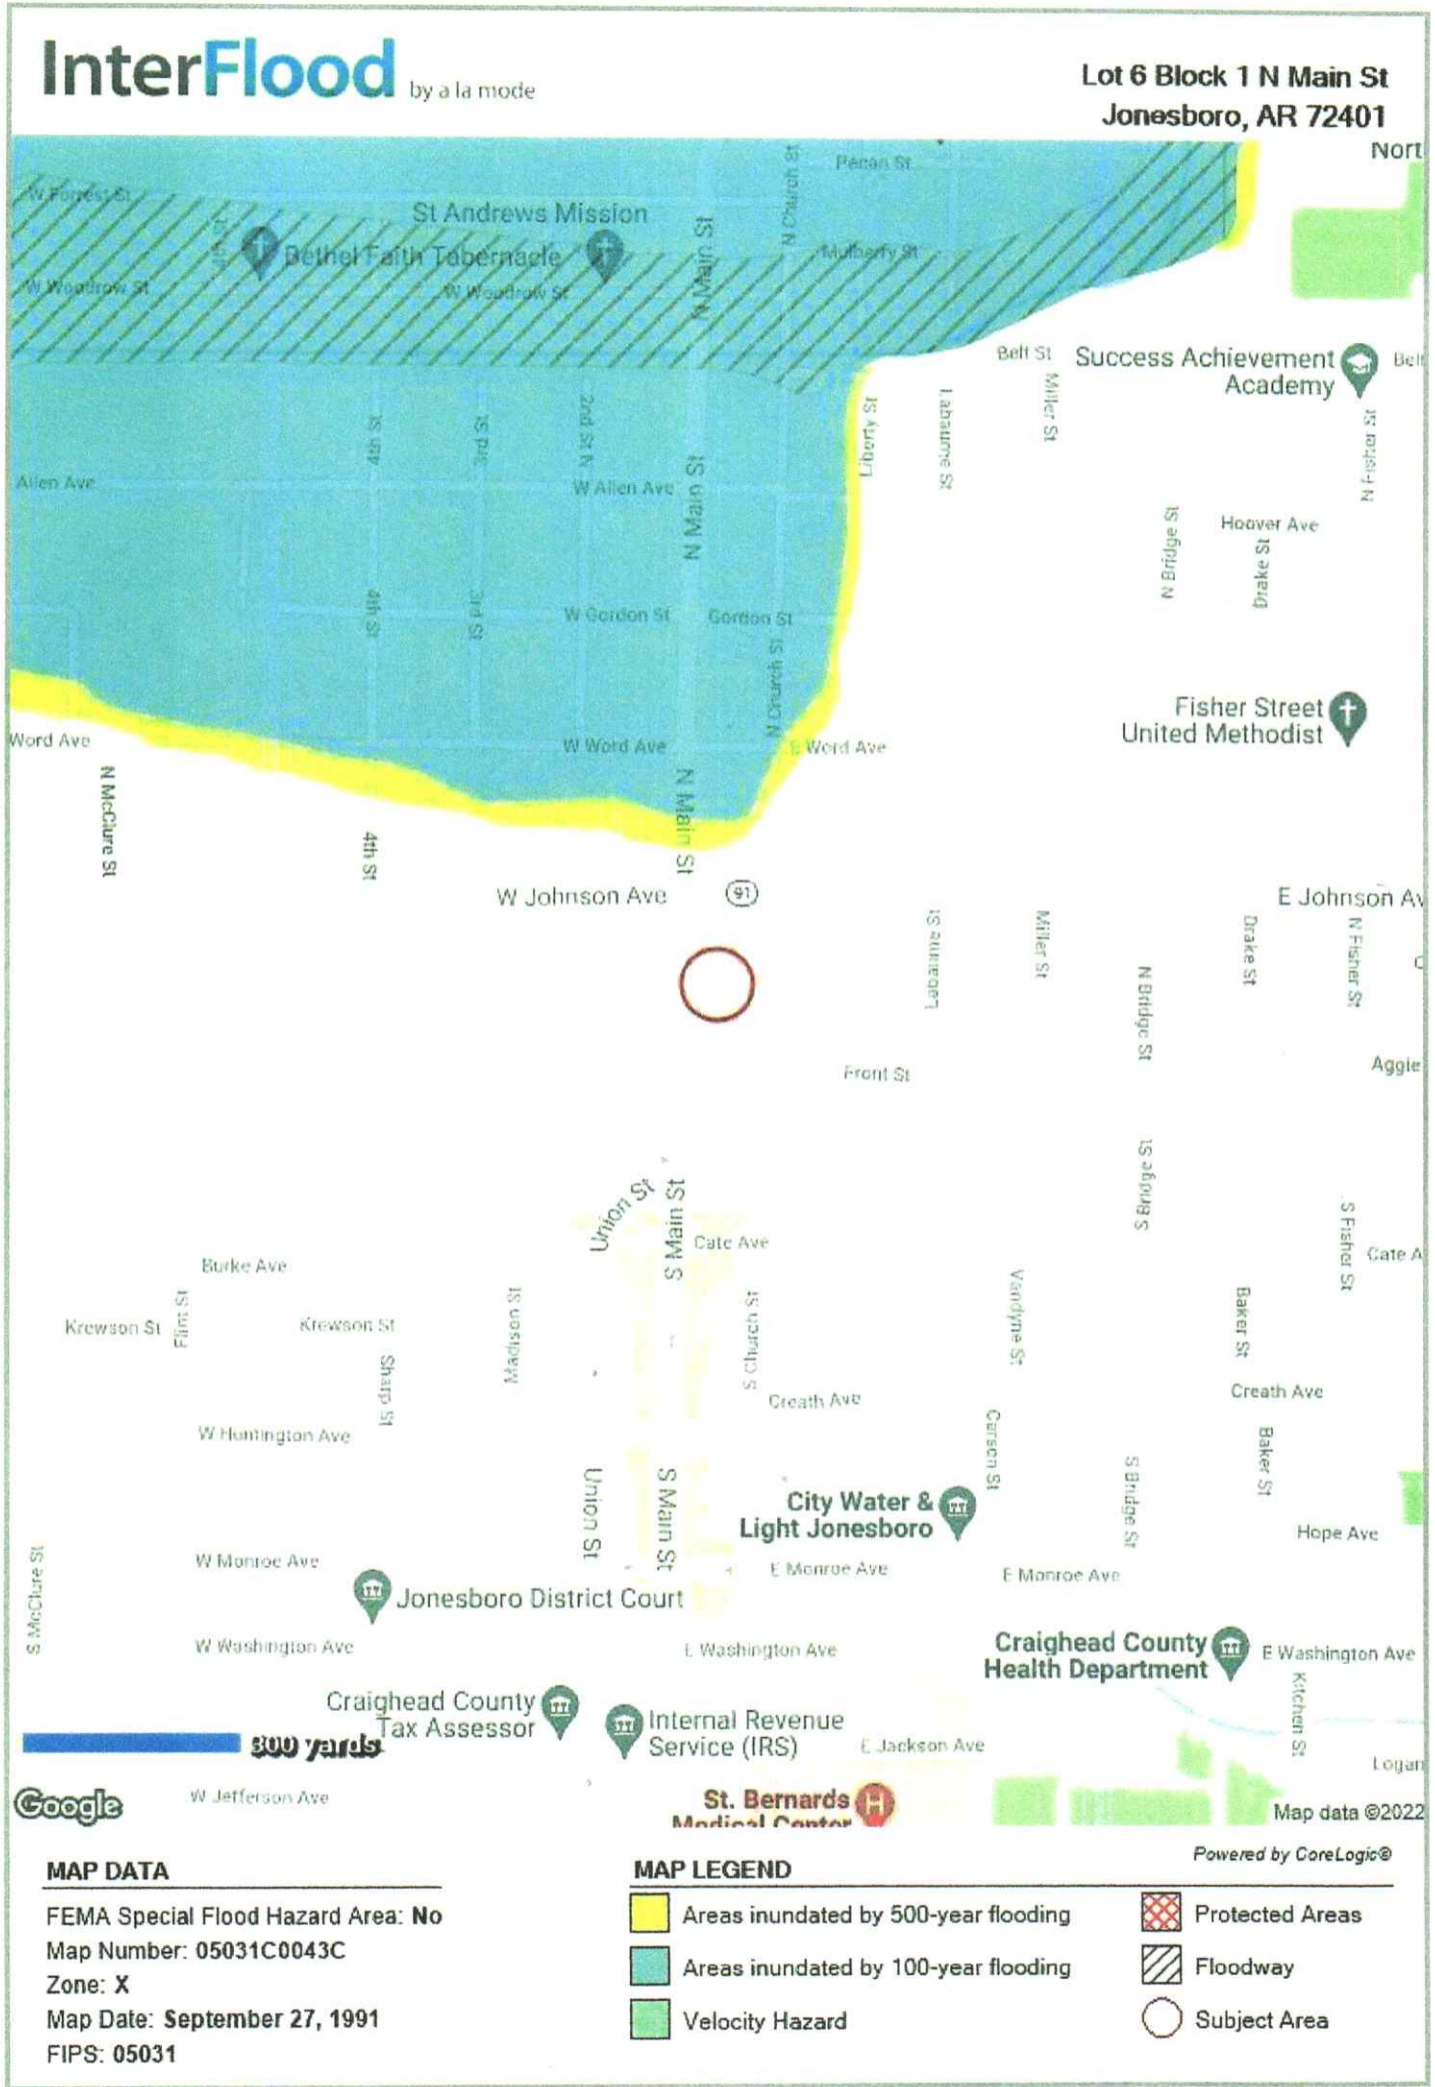 InterFlood by a la mode
Lot 6 Block 1 N Main St
Jonesboro, AR 72401
Nort
Pecan St
N Church St
W Forrest St
St Andrews Mission
4th St
Bethel Faith Tabernacle
N Main St
Mulberty St
W Woodrow St
W Woodrow St
Belt St
Success Achievement
Academy
Belt
Miller St
Labaume St
Liberty St
N Fisher St
4th St
3rd St
2nd St N
Allen Ave
W Allen Ave
N Main St
N Bridge St
Hoover Ave
Drake St
4th St
3rd St
W Gordon St
Gordon St
N Church St
Fisher Street
United Methodist
Word Ave
W Word Ave
E Word Ave
N McClure St
4th St
N Main St
W Johnson Ave
91
E Johnson Av
Labaume St
Miller St
N Bridge St
Drake St
N Fisher St
C
Front St
Aggie
S Bridge St
Union St
S Main St
Cate Ave
S Fisher St
Cate A
Burke Ave
Krewson St
Flint St
Krewson St
Sharp St
Madison St
S Church St
Vandyne St
Baker St
Creath Ave
Creath Ave
W Huntington Ave
Carson St
Baker St
Union St
S Main St
City Water &
Light Jonesboro
S Bridge St
Hope Ave
S McClure St
W Monroe Ave
E Monroe Ave
E Monroe Ave
Jonesboro District Court
W Washington Ave
E Washington Ave
Craighead County
Health Department
E Washington Ave
Kitchen St
Craighead County
Tax Assessor
Internal Revenue
Service (IRS)
E Jackson Ave
800 yards
Logan
Google
W Jefferson Ave
St. Bernards
Medical Center
Map data ©2022
Powered by CoreLogic®
MAP DATA
FEMA Special Flood Hazard Area: No
Map Number: 05031C0043C
Zone: X
Map Date: September 27, 1991
FIPS: 05031
MAP LEGEND
Areas inundated by 500-year flooding
Areas inundated by 100-year flooding
Velocity Hazard
Protected Areas
Floodway
Subject Area